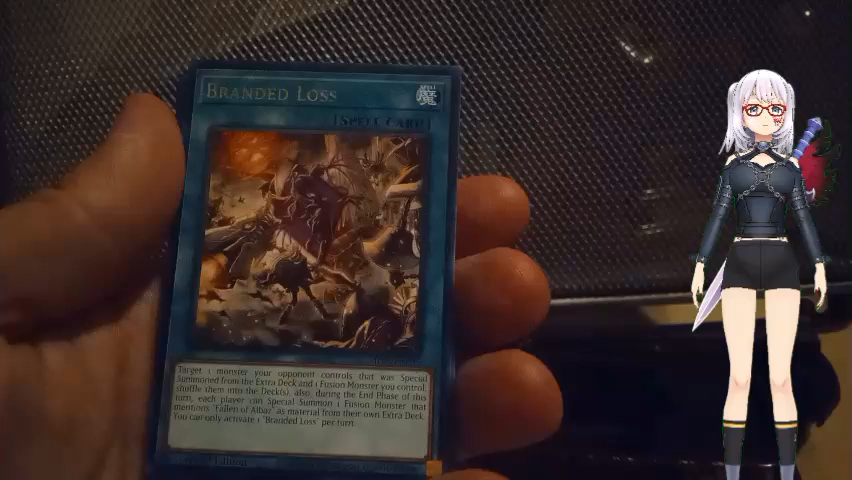 BRANDED LOSS
SPELL
魔
[SPELL CARD]
Target 1 monster your opponent controls that was Special
Summoned from the Extra Deck and 1 Fusion Monster you control;
shuffle them into the Deck(s), also, during the End Phase of this
turn, each player can Special Summon 1 Fusion Monster that
mentions "Fallen of Albaz" as material from their own Extra Deck.
You can only activate 1 "Branded Loss" per turn.
Edition